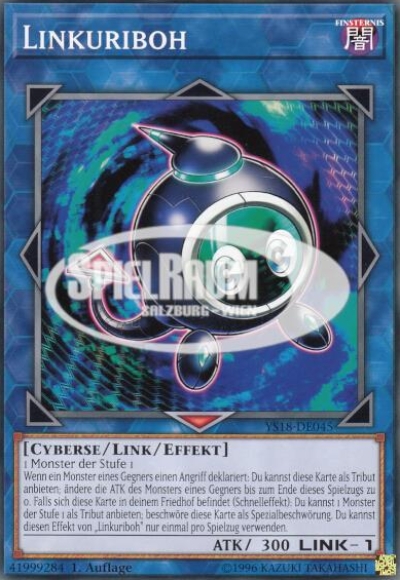 LINKURIBOH
FINSTERNIS
闇
SPIELRAUM
SALZBURG - WIEN
YS18-DE045
[CYBERSE/LINK/EFFEKT]
1 Monster der Stufe 1
Wenn ein Monster eines Gegners einen Angriff deklariert: Du kannst diese Karte als Tribut
anbieten; ändere die ATK des Monsters eines Gegners bis zum Ende dieses Spielzugs zu
0. Falls sich diese Karte in deinem Friedhof befindet (Schnelleffekt): Du kannst 1 Monster
der Stufe 1 als Tribut anbieten; beschwöre diese Karte als Spezialbeschwörung. Du kannst
diesen Effekt von „Linkuriboh" nur einmal pro Spielzug verwenden.
ATK/ 300 LINK-1
41999284 1. Auflage ©1996 KAZUKI TAKAHASHI